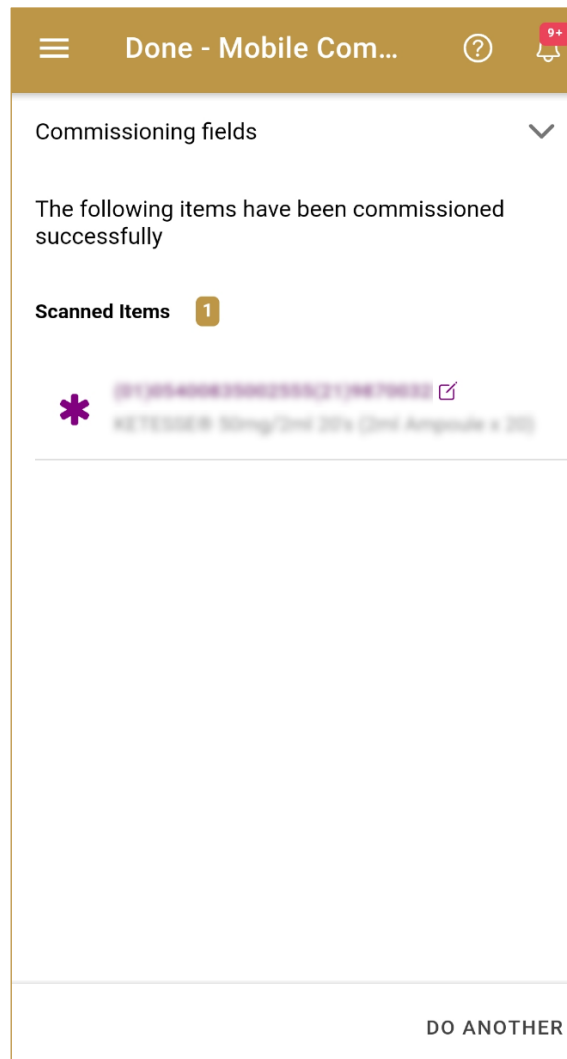 Done - Mobile Com...
9+
Commissioning fields
The following items have been commissioned
successfully
Scanned Items 1
DO ANOTHER